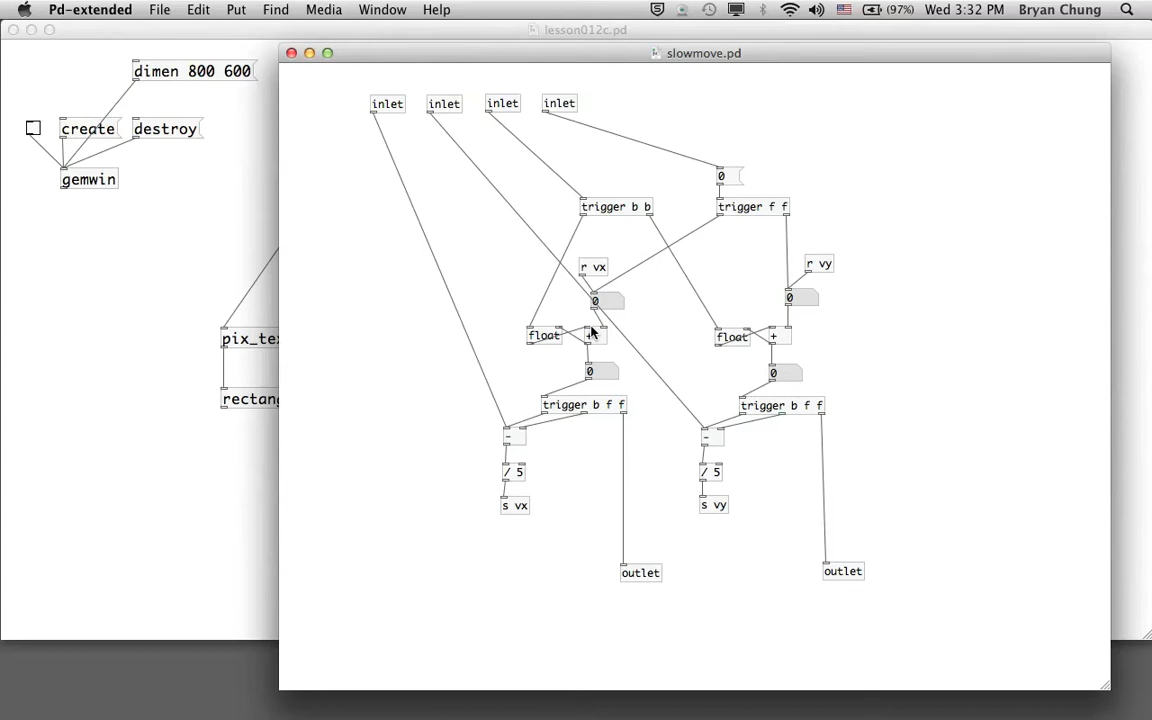 Pd-extended File Edit Put Find Media Window Help (97%) Wed 3:32 PM Bryan Chung
lesson012c.pd
slowmove.pd
dimen 800 600
create destroy
gemwin
pix_te
rectang
inlet inlet inlet inlet
0
trigger b b trigger f f
r vx r vy
0 0
float + float +
0 0
trigger b f f trigger b f f
- -
/ 5 / 5
s vx s vy
outlet outlet